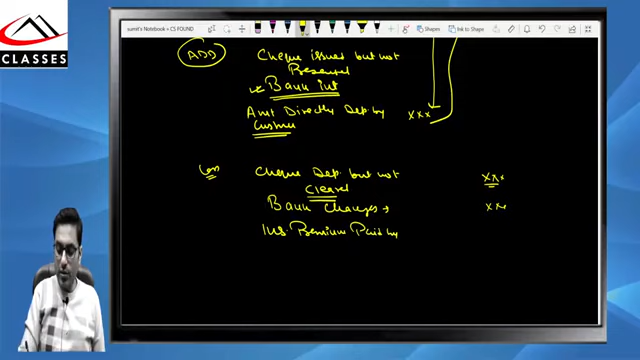 sumit's Notebook » CS FOUND
Shapes
Ink to Shape
CLASSES
ADD
Cheque issued but not
Presented
Bank Int
Amt Directly Dep by
xxx
Customer
Less
Cheque Dep but not
xxx
Cleared
Bank Charges →
xxx
Ins. Premium Paid by